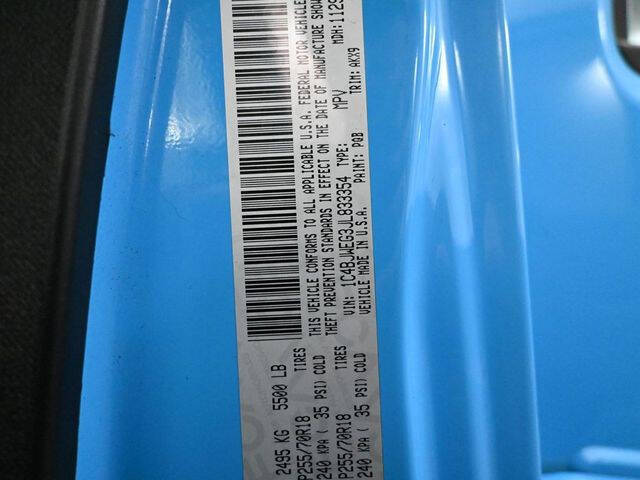 2495 KG 5500 LB
TIRES
P255/70R18
240 KPA ( 35 PSI) COLD
TIRES
P255/70R18
240 KPA ( 35 PSI) COLD
THIS VEHICLE CONFORMS TO ALL APPLICABLE U.S.A. FEDERAL MOTOR VEHICLE
THEFT PREVENTION STANDARDS IN EFFECT ON THE DATE OF MANUFACTURE SHOW
VIN: 1C4BJWEG3JL833354 TYPE: MPV MDH:1129
VEHICLE MADE IN U.S.A. PAINT: PQB TRIM: AKX9